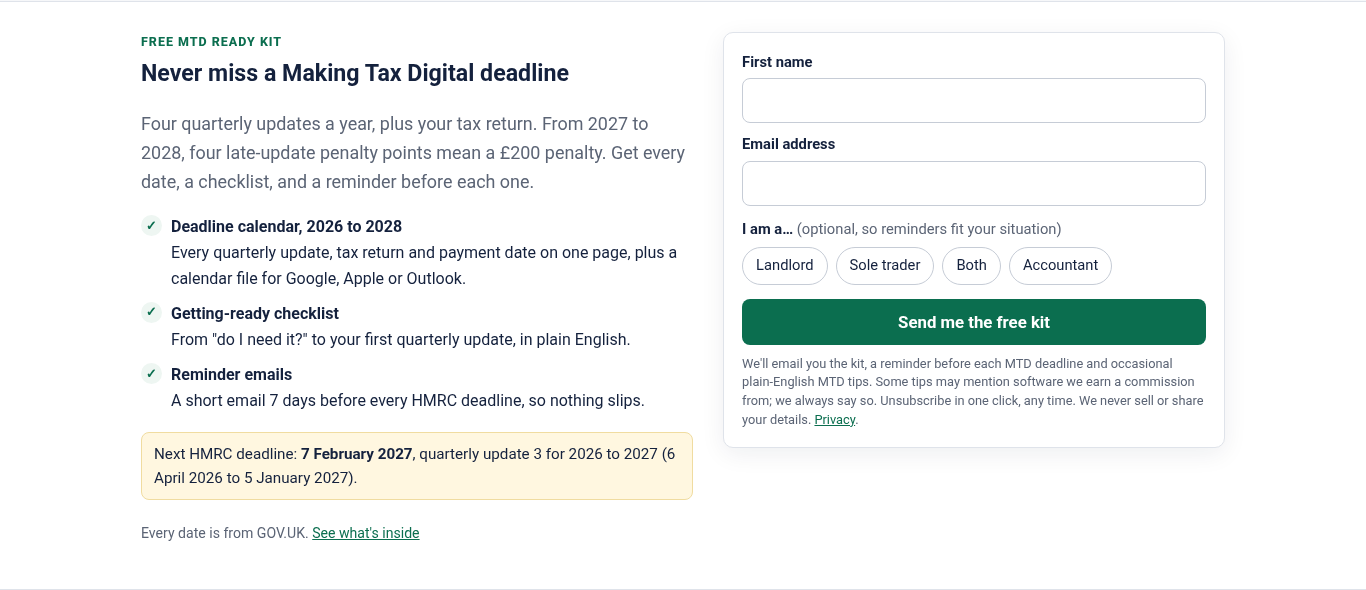 FREE MTD READY KIT
Never miss a Making Tax Digital deadline
Four quarterly updates a year, plus your tax return. From 2027 to
2028, four late-update penalty points mean a £200 penalty. Get every
date, a checklist, and a reminder before each one.
✓ Deadline calendar, 2026 to 2028
Every quarterly update, tax return and payment date on one page, plus a
calendar file for Google, Apple or Outlook.
✓ Getting-ready checklist
From "do I need it?" to your first quarterly update, in plain English.
✓ Reminder emails
A short email 7 days before every HMRC deadline, so nothing slips.
Next HMRC deadline: 7 February 2027, quarterly update 3 for 2026 to 2027 (6
April 2026 to 5 January 2027).
Every date is from GOV.UK. See what's inside
First name
Email address
I am a… (optional, so reminders fit your situation)
Landlord Sole trader Both Accountant
Send me the free kit
We'll email you the kit, a reminder before each MTD deadline and occasional
plain-English MTD tips. Some tips may mention software we earn a commission
from; we always say so. Unsubscribe in one click, any time. We never sell or share
your details. Privacy.